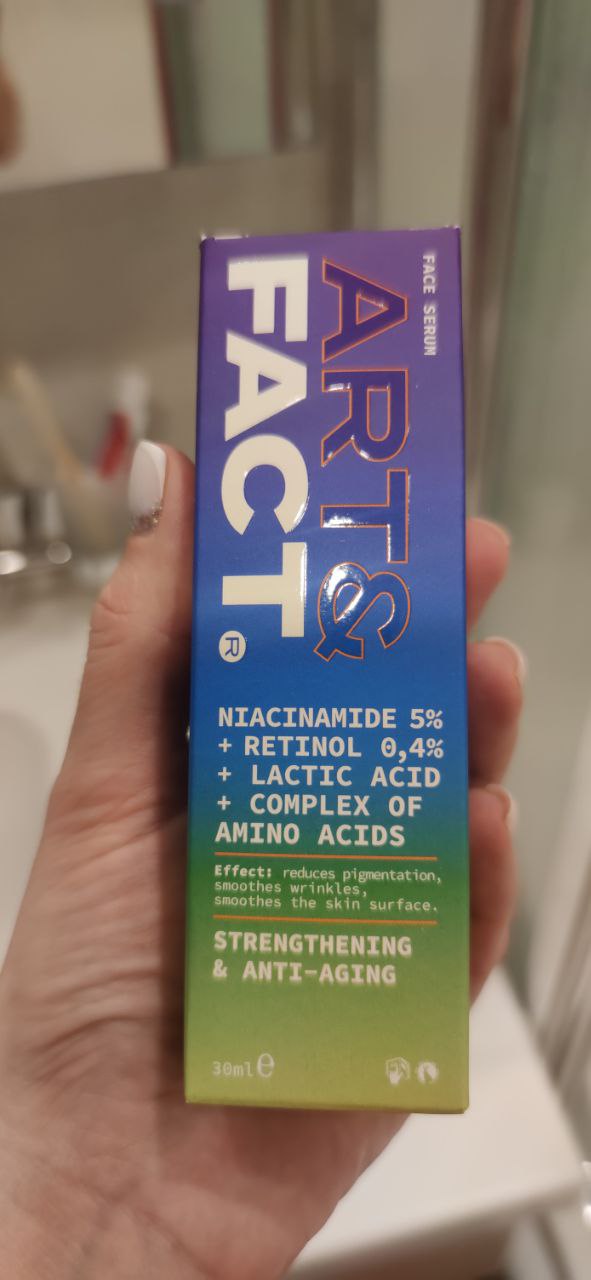 FACE SERUM
ART&
FACT®
NIACINAMIDE 5%
+ RETINOL 0,4%
+ LACTIC ACID
+ COMPLEX OF
AMINO ACIDS
Effect: reduces pigmentation,
smoothes wrinkles,
smoothes the skin surface.
STRENGTHENING
& ANTI-AGING
30ml e